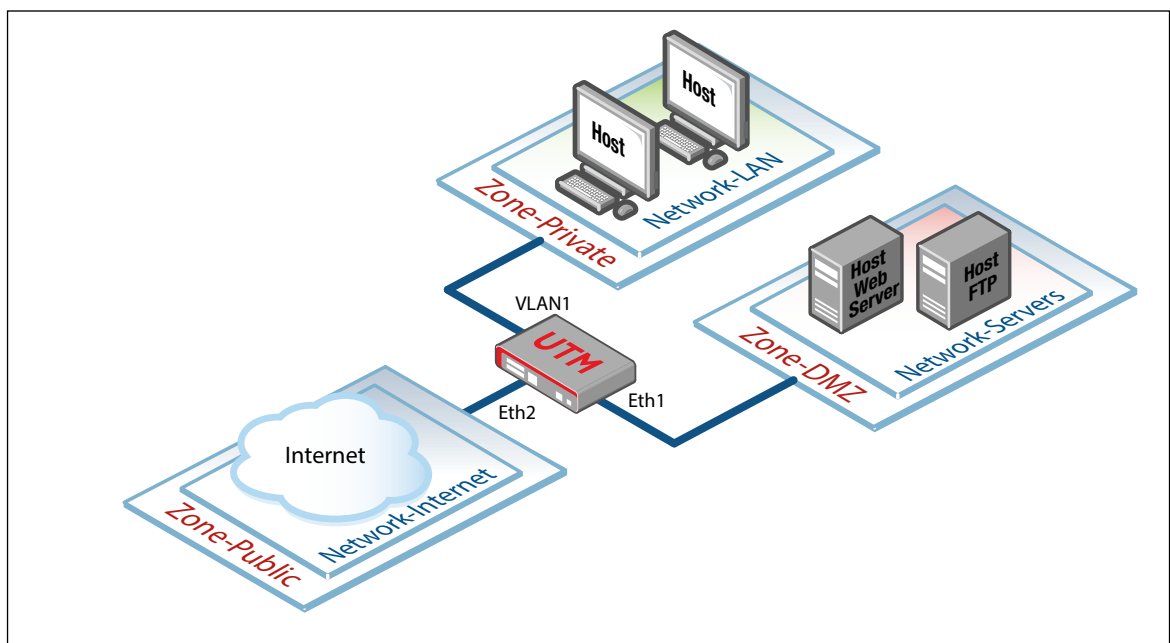 Host
Host
Network-LAN
Zone-Private
Host
Web
Server
Host
FTP
Network-Servers
Zone-DMZ
VLAN1
UTM
Eth1
Eth2
Internet
Network-Internet
Zone-Public